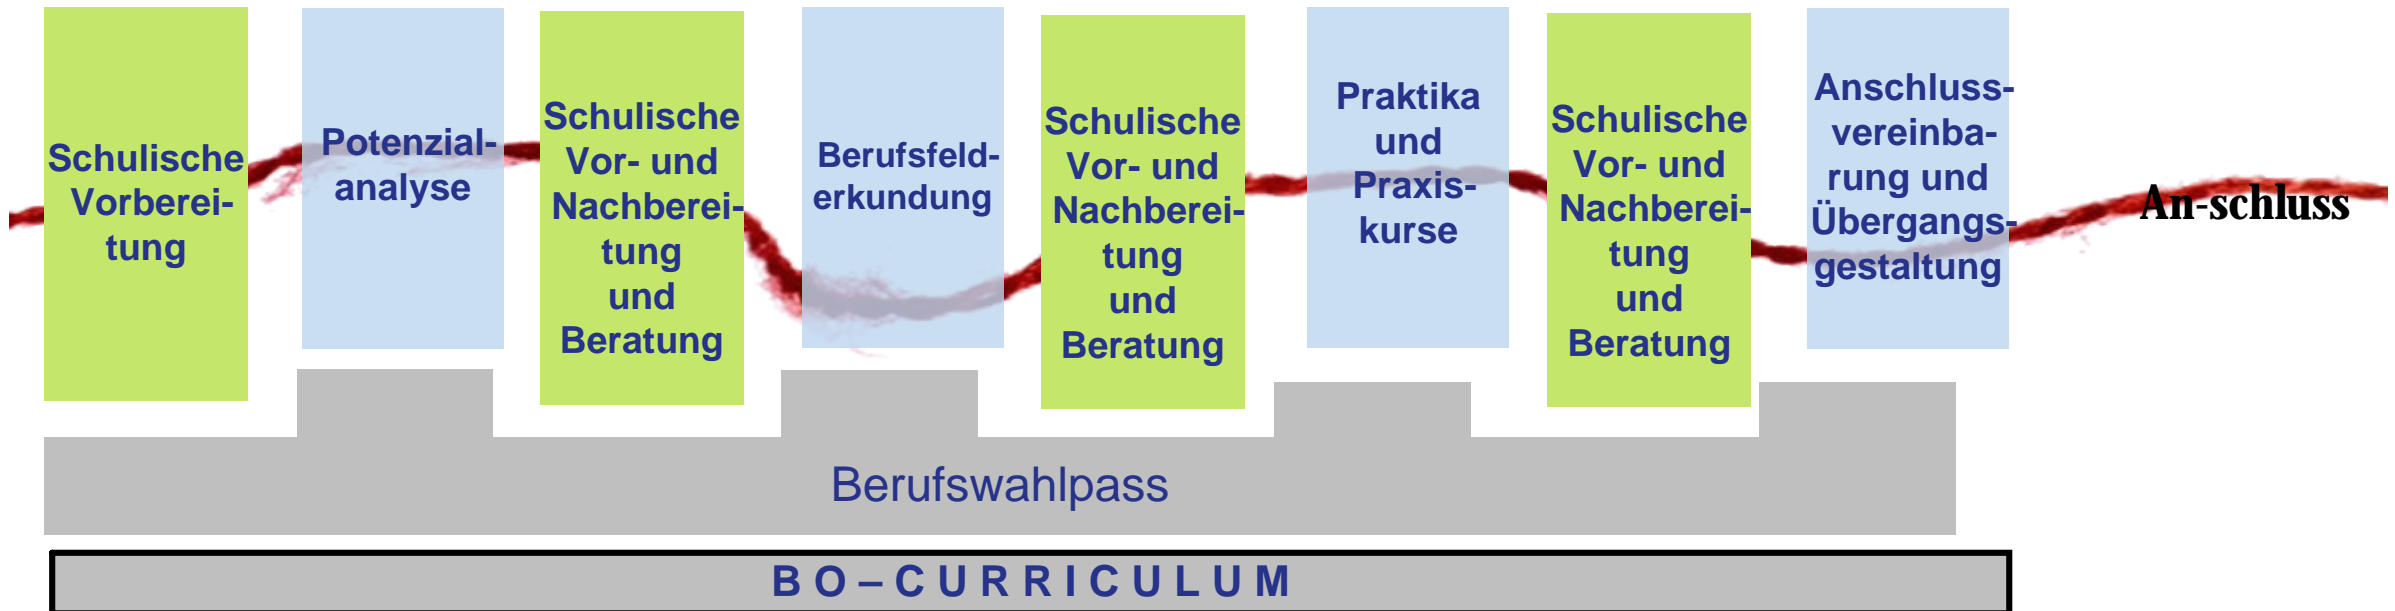 Schulische
Vorberei-
tung
Potenzial-
analyse
Schulische
Vor- und
Nachberei-
tung
und
Beratung
Berufsfeld-
erkundung
Schulische
Vor- und
Nachberei-
tung
und
Beratung
Praktika
und
Praxis-
kurse
Schulische
Vor- und
Nachberei-
tung
und
Beratung
Anschluss-
vereinba-
rung und
Übergangs-
gestaltung
An-schluss
Berufswahlpass
B O – C U R R I C U L U M